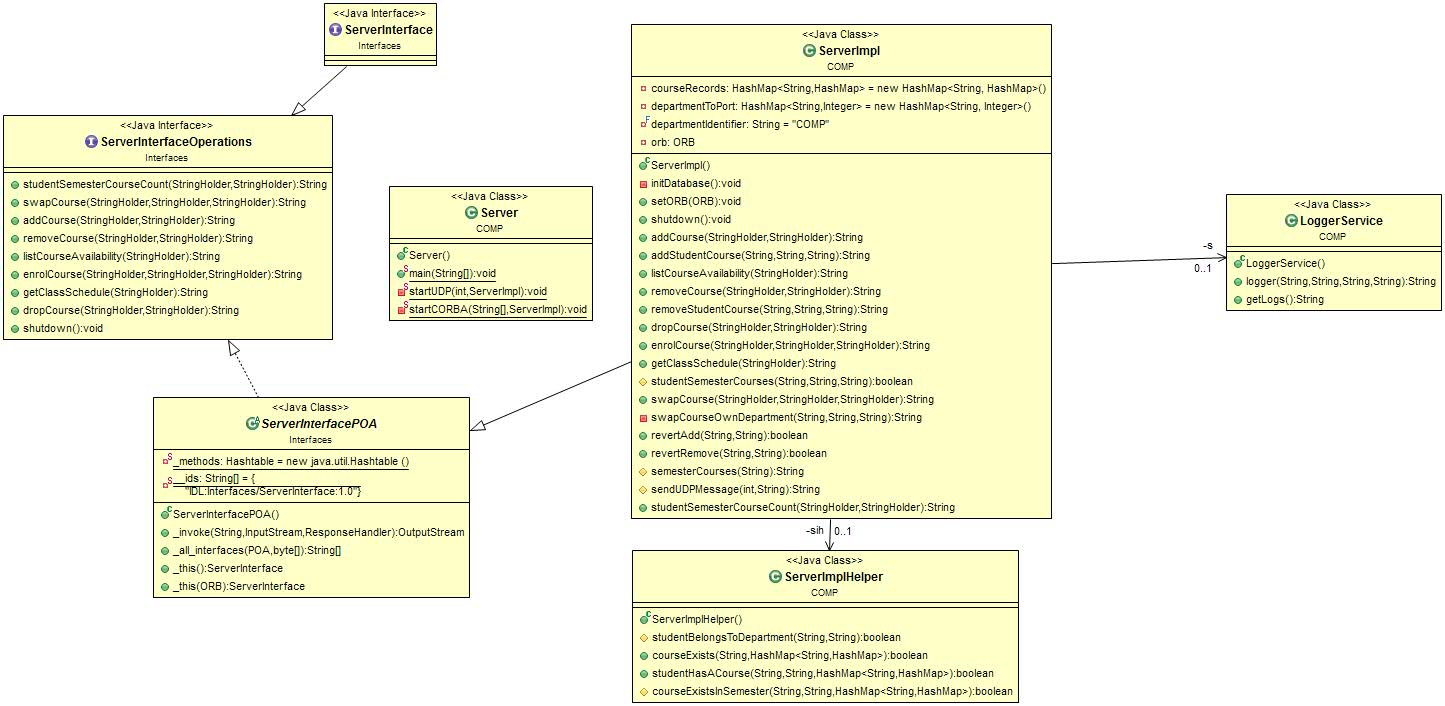 <<Java Interface>>
ServerInterface
Interfaces
<<Java Interface>>
ServerInterfaceOperations
Interfaces
studentSemesterCourseCount(StringHolder,StringHolder):String
swapCourse(StringHolder,StringHolder,StringHolder):String
addCourse(StringHolder,StringHolder):String
removeCourse(StringHolder,StringHolder):String
listCourseAvailability(StringHolder):String
enrolCourse(StringHolder,StringHolder,StringHolder):String
getClassSchedule(StringHolder):String
dropCourse(StringHolder,StringHolder):String
shutdown():void
<<Java Class>>
Server
COMP
Server()
main(String[]):void
startUDP(int,ServerImpl):void
startCORBA(String[],ServerImpl):void
<<Java Class>>
ServerInterfacePOA
Interfaces
_methods: Hashtable = new java.util.Hashtable ()
__ids: String[] = {
"IDL:Interfaces/ServerInterface:1.0"}
ServerInterfacePOA()
_invoke(String,InputStream,ResponseHandler):OutputStream
_all_interfaces(POA,byte[]):String[]
_this():ServerInterface
_this(ORB):ServerInterface
<<Java Class>>
ServerImpl
COMP
courseRecords: HashMap<String,HashMap> = new HashMap<String, HashMap>()
departmentToPort: HashMap<String,Integer> = new HashMap<String, Integer>()
departmentIdentifier: String = "COMP"
orb: ORB
ServerImpl()
initDatabase():void
setORB(ORB):void
shutdown():void
addCourse(StringHolder,StringHolder):String
addStudentCourse(String,String,String):String
listCourseAvailability(StringHolder):String
removeCourse(StringHolder,StringHolder):String
removeStudentCourse(String,String,String):String
dropCourse(StringHolder,StringHolder):String
enrolCourse(StringHolder,StringHolder,StringHolder):String
getClassSchedule(StringHolder):String
studentSemesterCourses(String,String,String):boolean
swapCourse(StringHolder,StringHolder,StringHolder):String
swapCourseOwnDepartment(String,String,String):String
revertAdd(String,String):boolean
revertRemove(String,String):boolean
semesterCourses(String):String
sendUDPMessage(int,String):String
studentSemesterCourseCount(StringHolder,StringHolder):String
-s
0..1
<<Java Class>>
LoggerService
COMP
LoggerService()
logger(String,String,String,String):String
getLogs():String
-sih 0..1
<<Java Class>>
ServerImplHelper
COMP
ServerImplHelper()
studentBelongsToDepartment(String,String):boolean
courseExists(String,HashMap<String,HashMap>):boolean
studentHasACourse(String,String,HashMap<String,HashMap>):boolean
courseExistsInSemester(String,String,HashMap<String,HashMap>):boolean